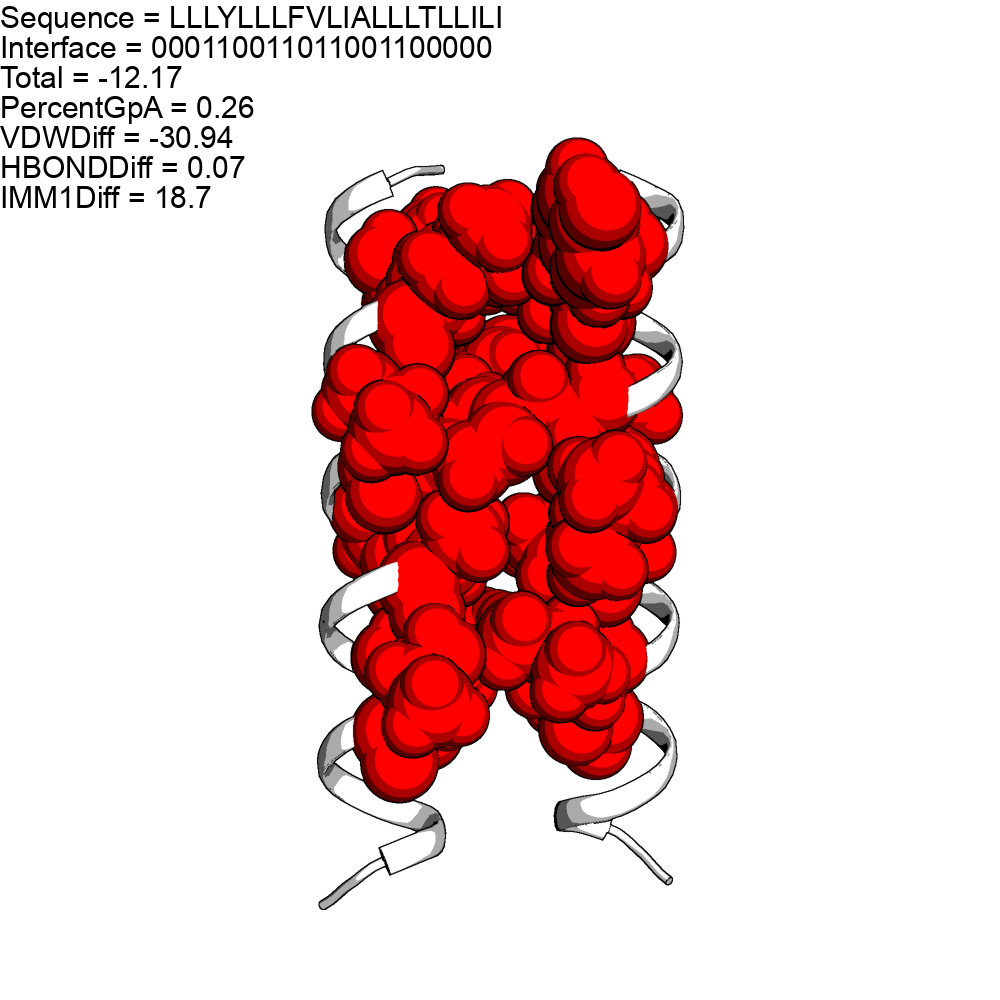 Sequence = LLLYLLLFVLIALLLTLLILI
Interface = 000110011011001100000
Total = -12.17
PercentGpA = 0.26
VDWDiff = -30.94
HBONDDiff = 0.07
IMM1Diff = 18.7